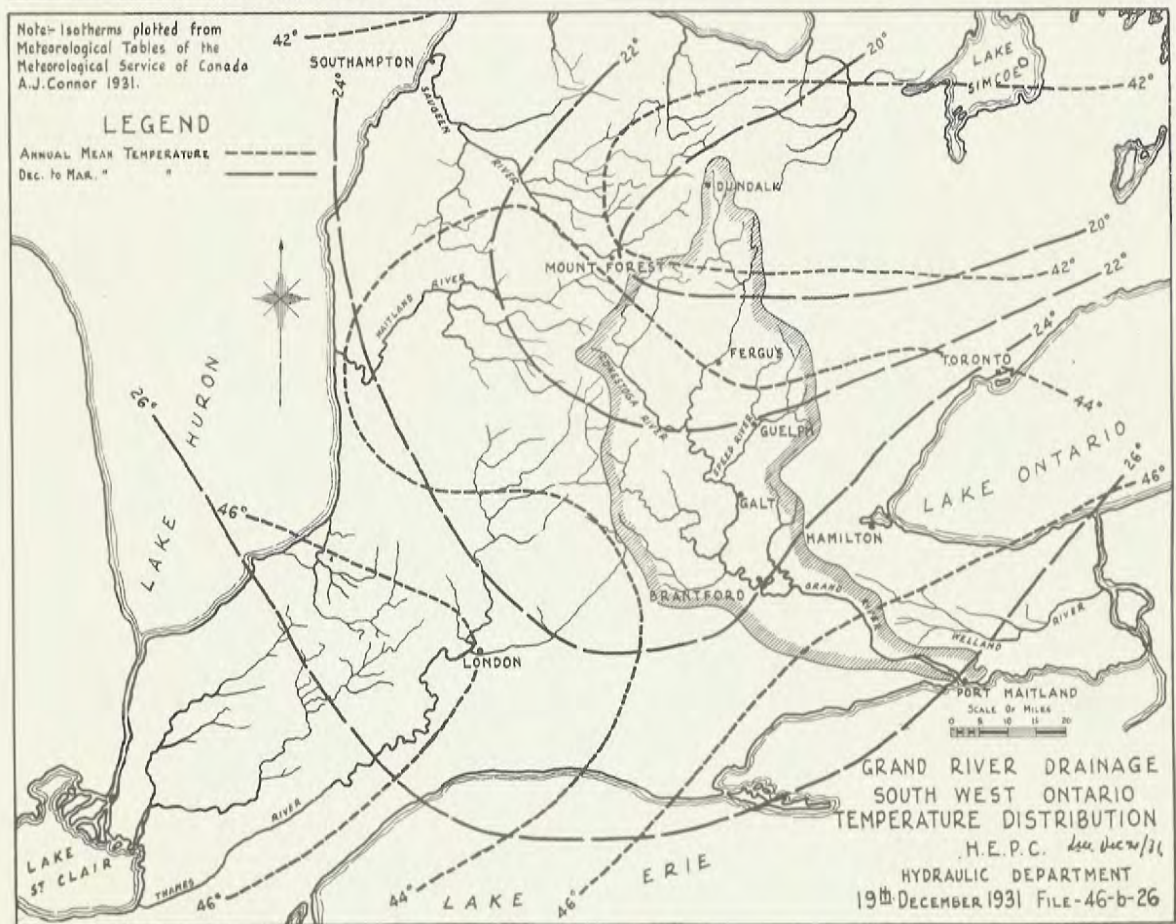 Note:- Isotherms plotted from
Meteorological Tables of the
Meteorological Service of Canada
A.J.Connor 1931.
LEGEND
ANNUAL MEAN TEMPERATURE
DEC. TO MAR. " "
42°
SOUTHAMPTON
24°
SAUGEEN
RIVER
22°
20°
LAKE
SIMCOE
42°
DUNDALK
20°
MOUNT FOREST
42°
22°
MAITLAND RIVER
24°
FERGUS
TORONTO
CONESTOGA RIVER
44°
LAKE HURON
26°
SPEED RIVER
GUELPH
LAKE ONTARIO
26°
46°
46°
GALT
HAMILTON
BRANTFORD
GRAND
RIVER
WELLAND RIVER
LONDON
PORT MAITLAND
SCALE OF MILES
0 5 10 15 20
GRAND RIVER DRAINAGE
SOUTH WEST ONTARIO
TEMPERATURE DISTRIBUTION
H.E.P.C.
HYDRAULIC DEPARTMENT
19th DECEMBER 1931 FILE-46-b-26
LAKE
ST CLAIR
THAMES RIVER
46°
44°
LAKE ERIE
46°